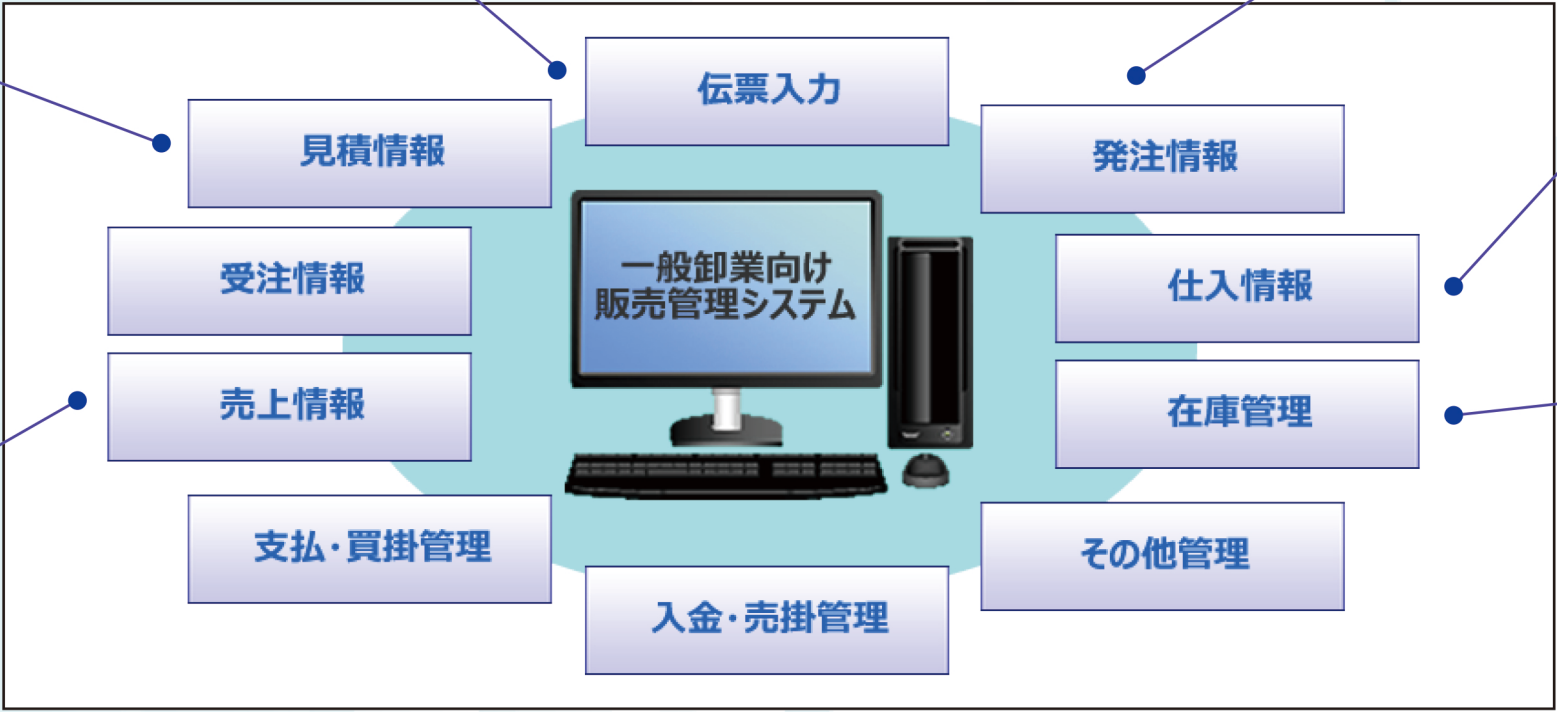 伝票入力
見積情報
発注情報
受注情報
一般卸業向け
販売管理システム
仕入情報
売上情報
在庫管理
支払・買掛管理
その他管理
入金・売掛管理